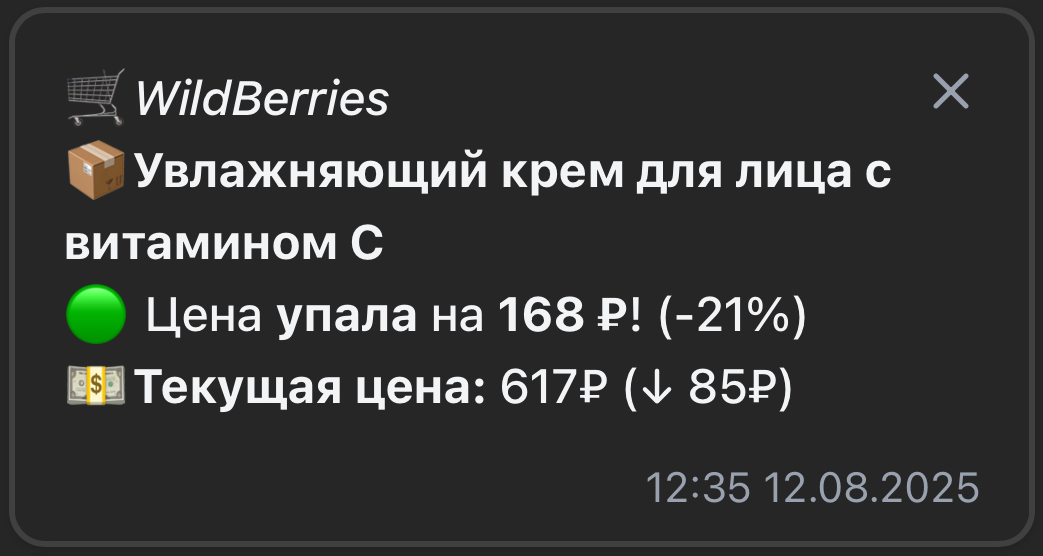 🛒WildBerries
📦Увлажняющий крем для лица с
витамином С
🟢 Цена упала на 168 ₽! (-21%)
💵Текущая цена: 617₽ (↓ 85₽)
12:35 12.08.2025